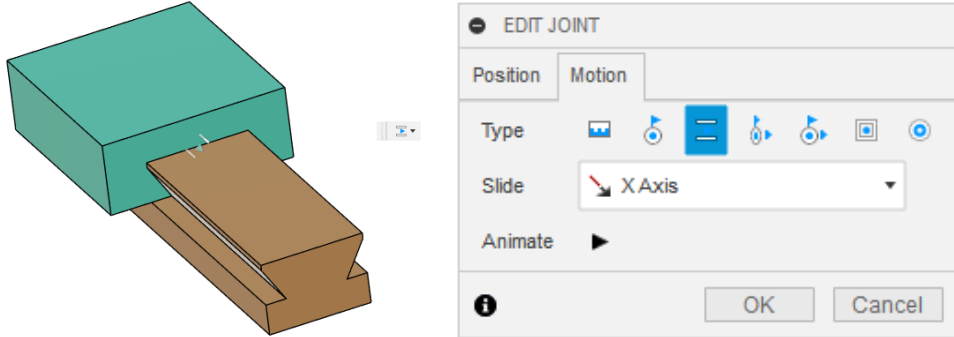 EDIT JOINT
Position Motion
Type
Slide X Axis
Animate
OK Cancel